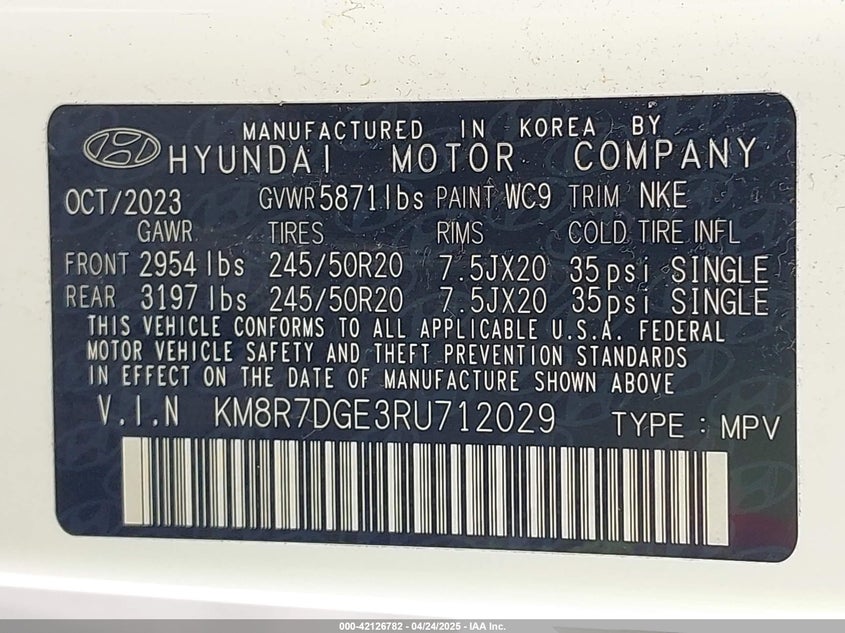 MANUFACTURED IN KOREA BY
HYUNDAI MOTOR COMPANY
OCT/2023 GVWR 5871lbs PAINT WC9 TRIM NKE
GAWR TIRES RIMS COLD TIRE INFL
FRONT 2954 lbs 245/50R20 7.5JX20 35psi SINGLE
REAR 3197 lbs 245/50R20 7.5JX20 35psi SINGLE
THIS VEHICLE CONFORMS TO ALL APPLICABLE U.S.A. FEDERAL
MOTOR VEHICLE SAFETY AND THEFT PREVENTION STANDARDS
IN EFFECT ON THE DATE OF MANUFACTURE SHOWN ABOVE
V.I.N KM8R7DGE3RU712029 TYPE : MPV
000-42126782 - 04/24/2025 - IAA Inc.